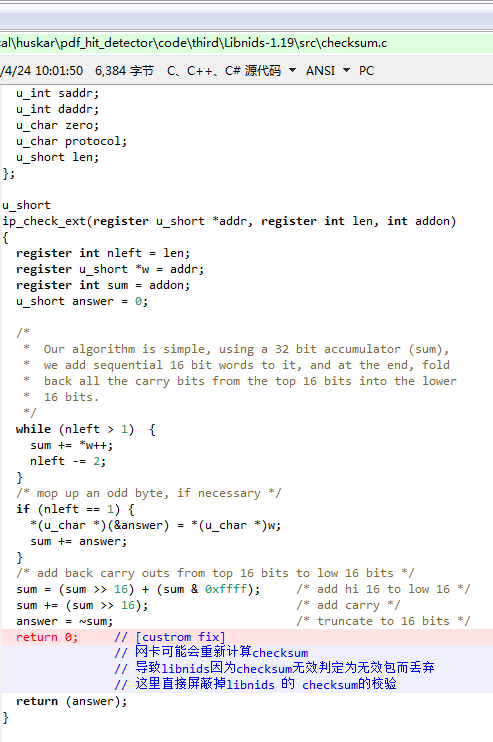 al\huskar\pdf_hit_detector\code\third\Libnids-1.19\src\checksum.c
/4/24 10:01:50 6,384 字节 C、C++、C# 源代码 ANSI PC
u_int saddr;
u_int daddr;
u_char zero;
u_char protocol;
u_short len;
};
u_short
ip_check_ext(register u_short *addr, register int len, int addon)
{
register int nleft = len;
register u_short *w = addr;
register int sum = addon;
u_short answer = 0;
/*
* Our algorithm is simple, using a 32 bit accumulator (sum),
* we add sequential 16 bit words to it, and at the end, fold
* back all the carry bits from the top 16 bits into the lower
* 16 bits.
*/
while (nleft > 1) {
sum += *w++;
nleft -= 2;
}
/* mop up an odd byte, if necessary */
if (nleft == 1) {
*(u_char *)(&answer) = *(u_char *)w;
sum += answer;
}
/* add back carry outs from top 16 bits to low 16 bits */
sum = (sum >> 16) + (sum & 0xffff); /* add hi 16 to low 16 */
sum += (sum >> 16); /* add carry */
answer = ~sum; /* truncate to 16 bits */
return 0; // [custrom fix]
// 网卡可能会重新计算checksum
// 导致libnids因为checksum无效判定为无效包而丢弃
// 这里直接屏蔽掉libnids 的 checksum的校验
return (answer);
}